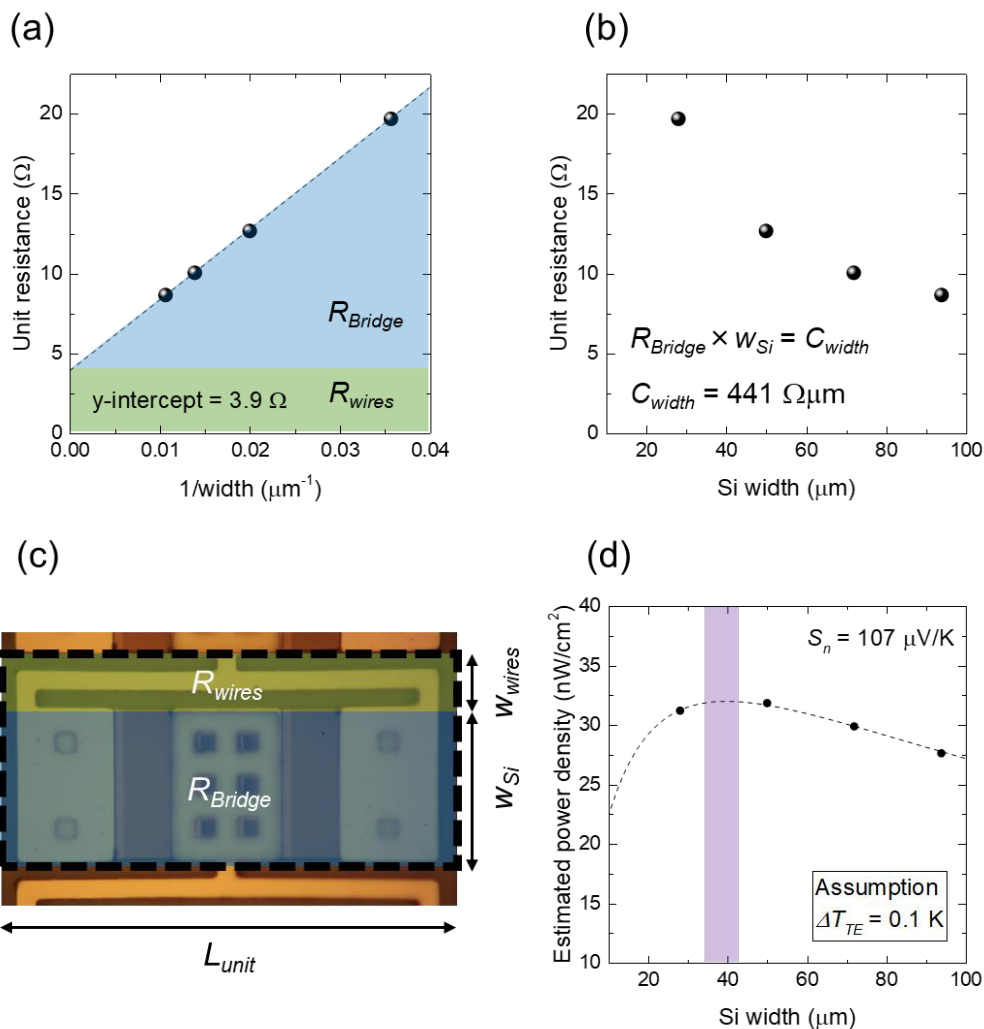 (a)
Unit resistance (Ω)
20
15
10
5
0
R_Bridge
R_wires
y-intercept = 3.9 Ω
0.00 0.01 0.02 0.03 0.04
1/width (μm⁻¹)
(b)
Unit resistance (Ω)
20
15
10
5
0
R_Bridge × w_Si = C_width
C_width = 441 Ωμm
20 40 60 80 100
Si width (μm)
(c)
R_wires
w_wires
R_Bridge
w_Si
L_unit
(d)
Estimated power density (nW/cm²)
40
35
30
25
20
15
10
S_n = 107 μV/K
Assumption
ΔT_TE = 0.1 K
20 40 60 80 100
Si width (μm)